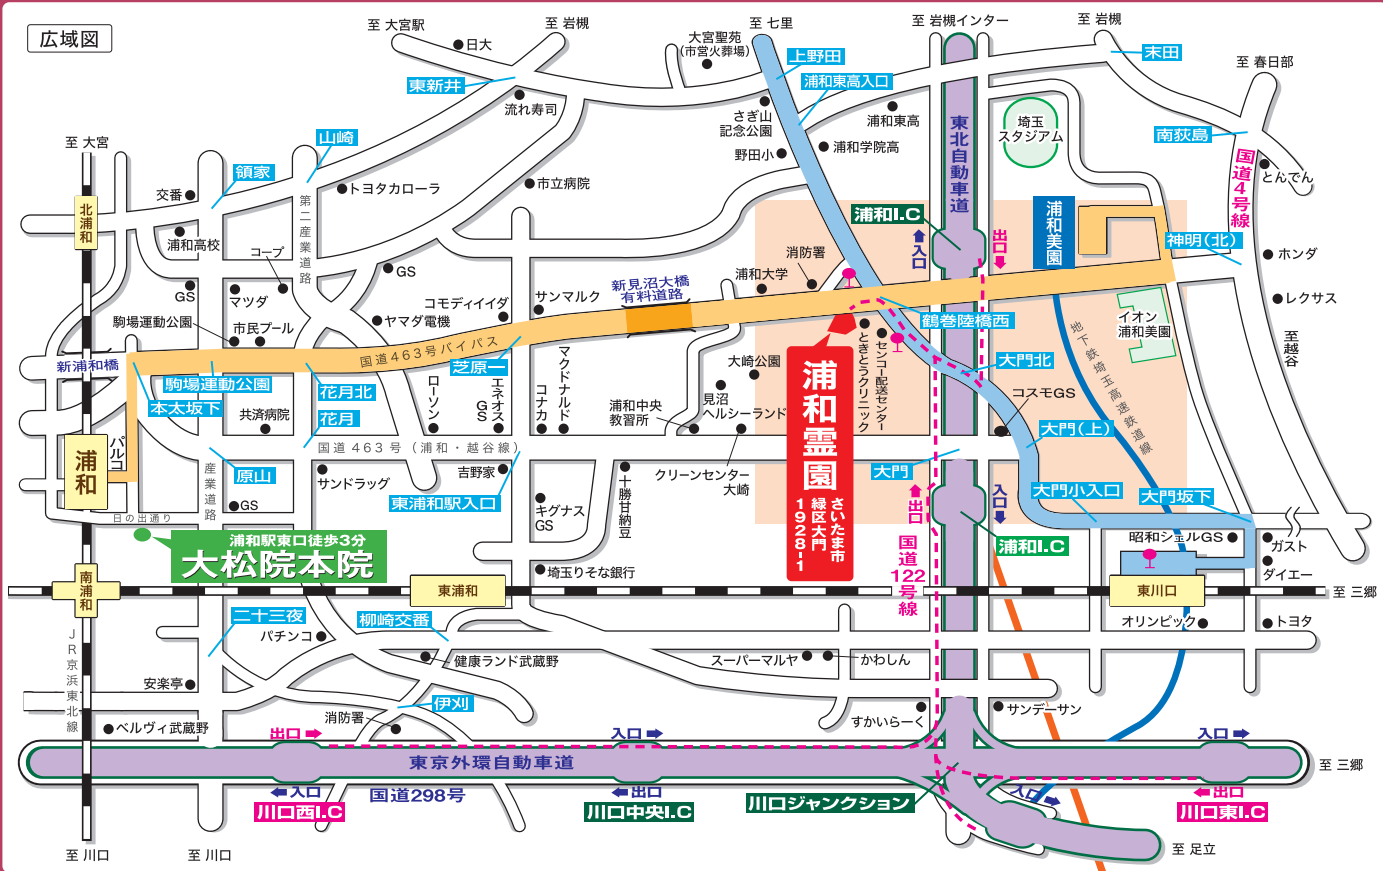 広域図
至 大宮駅
至 岩槻
至 七里
至 岩槻インター
至 岩槻
日大
大宮聖苑
(市営火葬場)
上野田
末田
至 春日部
東新井
浦和東高入口
流れ寿司
さぎ山
記念公園
浦和東高
埼玉
スタジアム
南荻島
至 大宮
山崎
野田小
浦和学院高
東北自動車道
国道4号線
とんでん
領家
交番
トヨタカローラ
市立病院
第二産業道路
北浦和
浦和高校
浦和I.C
入口
出口
浦和美園
神明(北)
コープ
GS
消防署
浦和大学
ホンダ
GS
マツダ
コモディイイダ
サンマルク
新見沼大橋
有料道路
レクサス
駒場運動公園
市民プール
ヤマダ電機
鶴巻陸橋西
イオン
浦和美園
至 越谷
新浦和橋
国道463号バイパス
芝原一
マクドナルド
大崎公園
浦和霊園
さいたま市
緑区大門
1928-1
ときとうクリニック
センコー配送センター
大門北
地下鉄埼玉高速鉄道線
駒場運動公園
花月北
本太坂下
共済病院
花月
ローソン
エネオス
GS
コナカ
見沼
ヘルシーランド
浦和中央
教習所
コスモGS
大門(上)
パルコ
浦和
国道463号(浦和・越谷線)
原山
産業道路
サンドラッグ
吉野家
東浦和駅入口
クリーンセンター
大崎
大門
出口
入口
大門小入口
大門坂下
GS
日の出通り
キグナス
GS
十勝甘納豆
浦和駅東口徒歩3分
大松院本院
国道122号線
浦和I.C
昭和シェルGS
ガスト
ダイエー
埼玉りそな銀行
南浦和
東浦和
東川口
至 三郷
二十三夜
柳崎交番
パチンコ
オリンピック
トヨタ
JR京浜東北線
健康ランド武蔵野
スーパーマルヤ
かわしん
安楽亭
伊刈
消防署
すかいらーく
サンデーサン
ベルヴィ武蔵野
出口
入口
入口
東京外環自動車道
至 三郷
入口
国道298号
出口
入口
出口
川口西I.C
川口中央I.C
川口ジャンクション
川口東I.C
至 川口
至 川口
至 足立